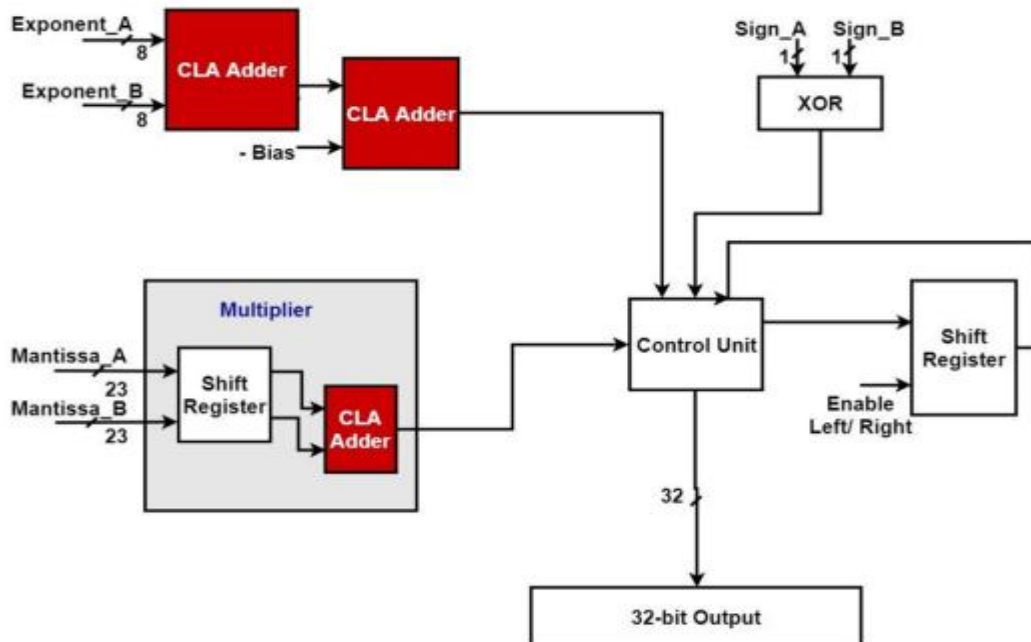 Exponent_A
8
Exponent_B
8
CLA Adder
CLA Adder
- Bias
Sign_A
Sign_B
1
1
XOR
Multiplier
Mantissa_A
23
Mantissa_B
23
Shift
Register
CLA
Adder
Control Unit
Shift
Register
Enable
Left/ Right
32
32-bit Output